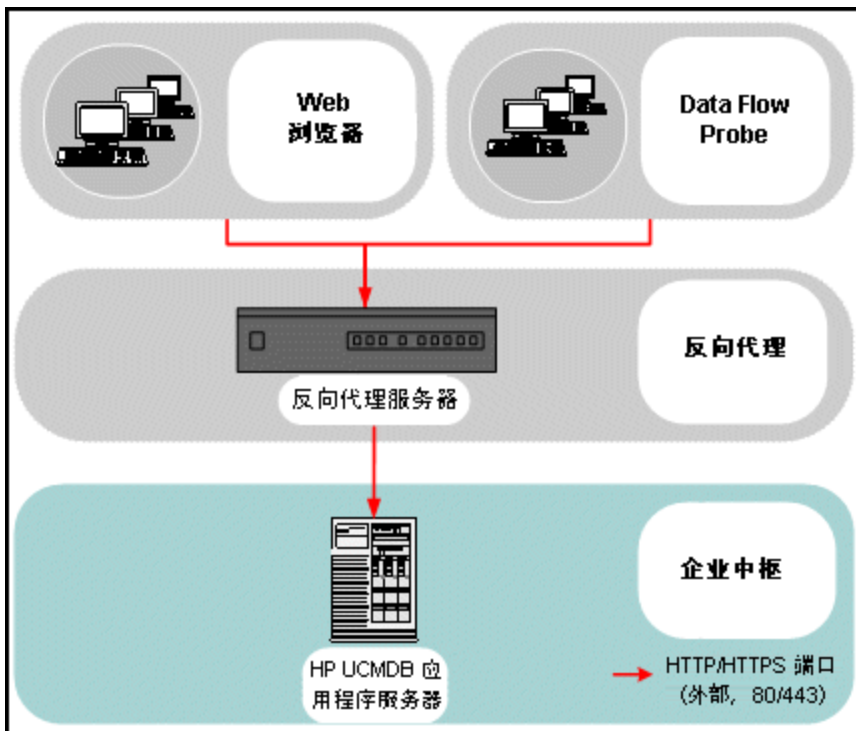 Web
浏览器
Data Flow
Probe
反向代理
反向代理服务器
企业中枢
HP UCMDB 应
用程序服务器
HTTP/HTTPS 端口
(外部, 80/443)